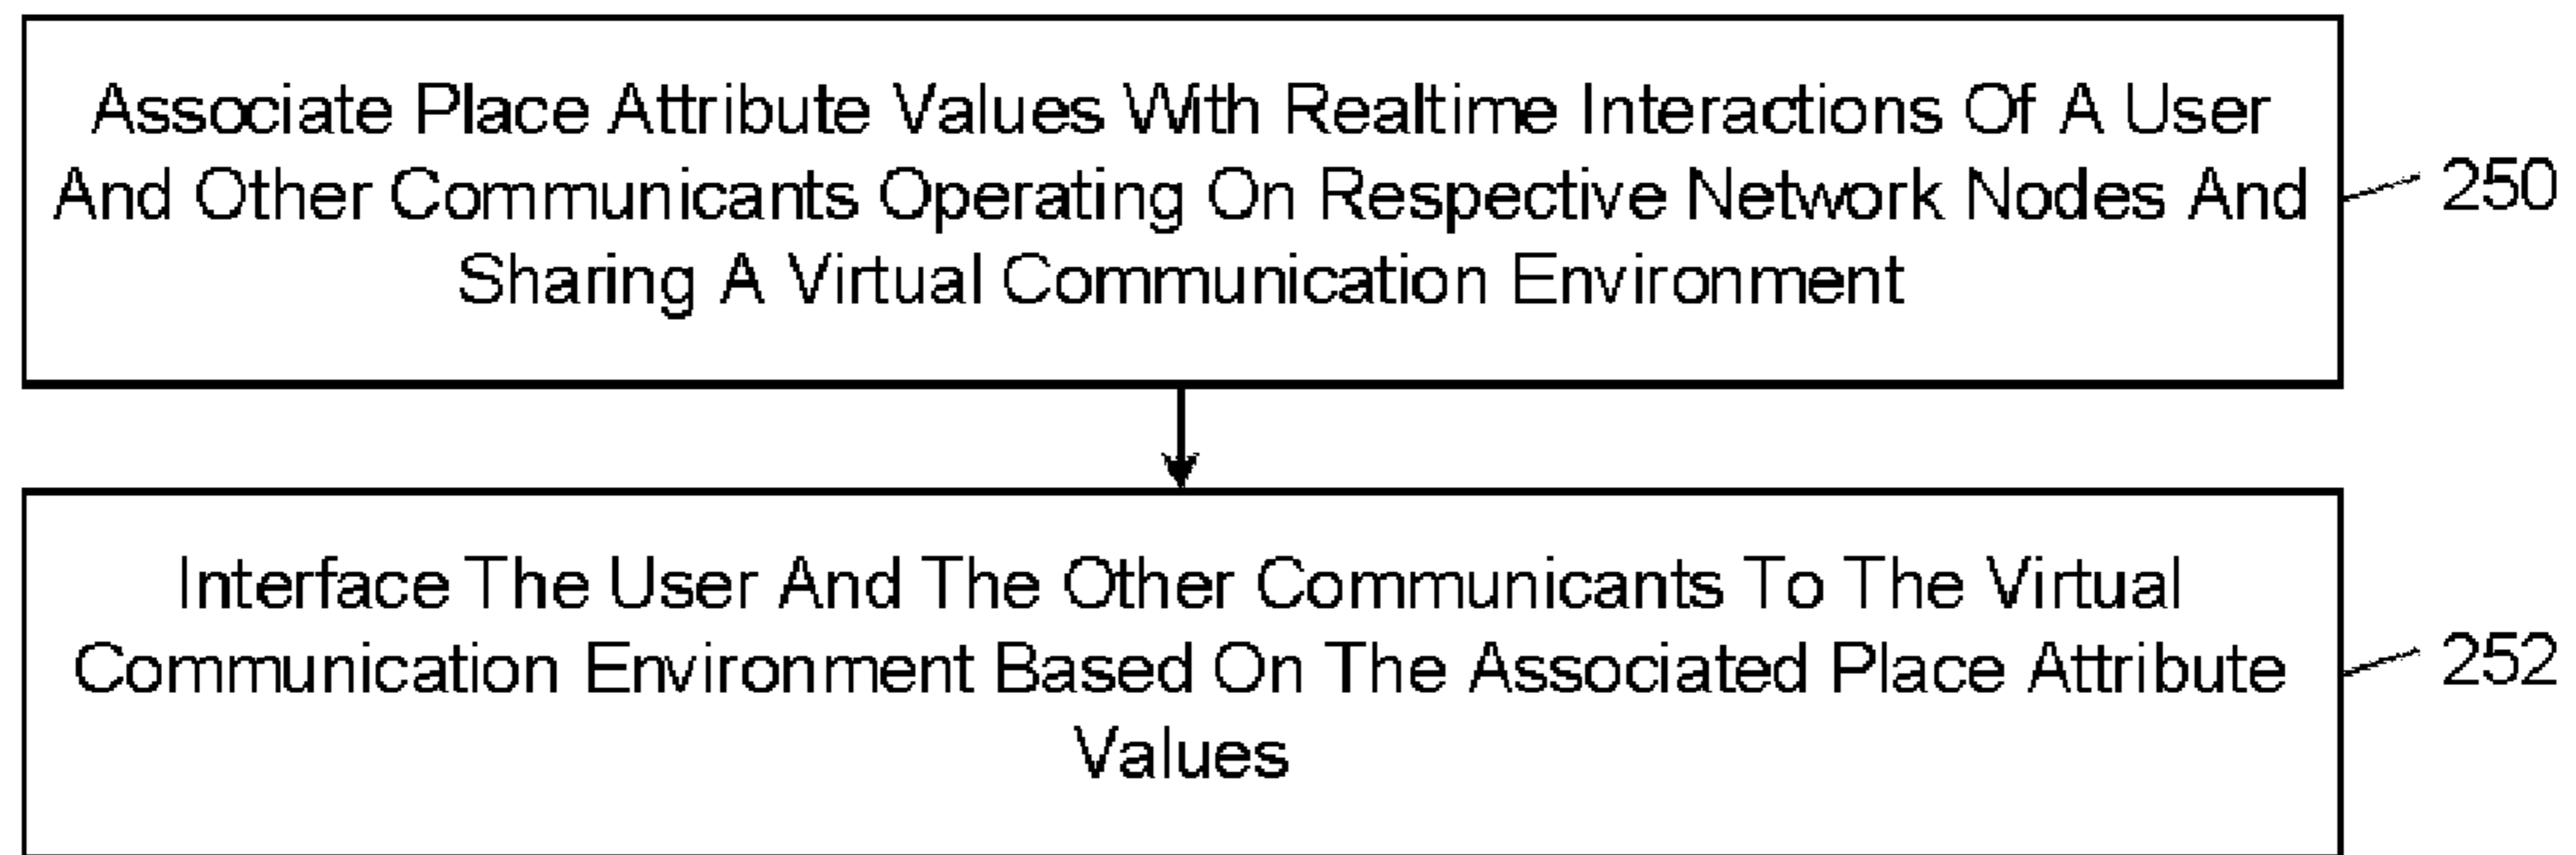 Associate Place Attribute Values With Realtime Interactions Of A User
And Other Communicants Operating On Respective Network Nodes And
Sharing A Virtual Communication Environment
250
Interface The User And The Other Communicants To The Virtual
Communication Environment Based On The Associated Place Attribute
Values
252